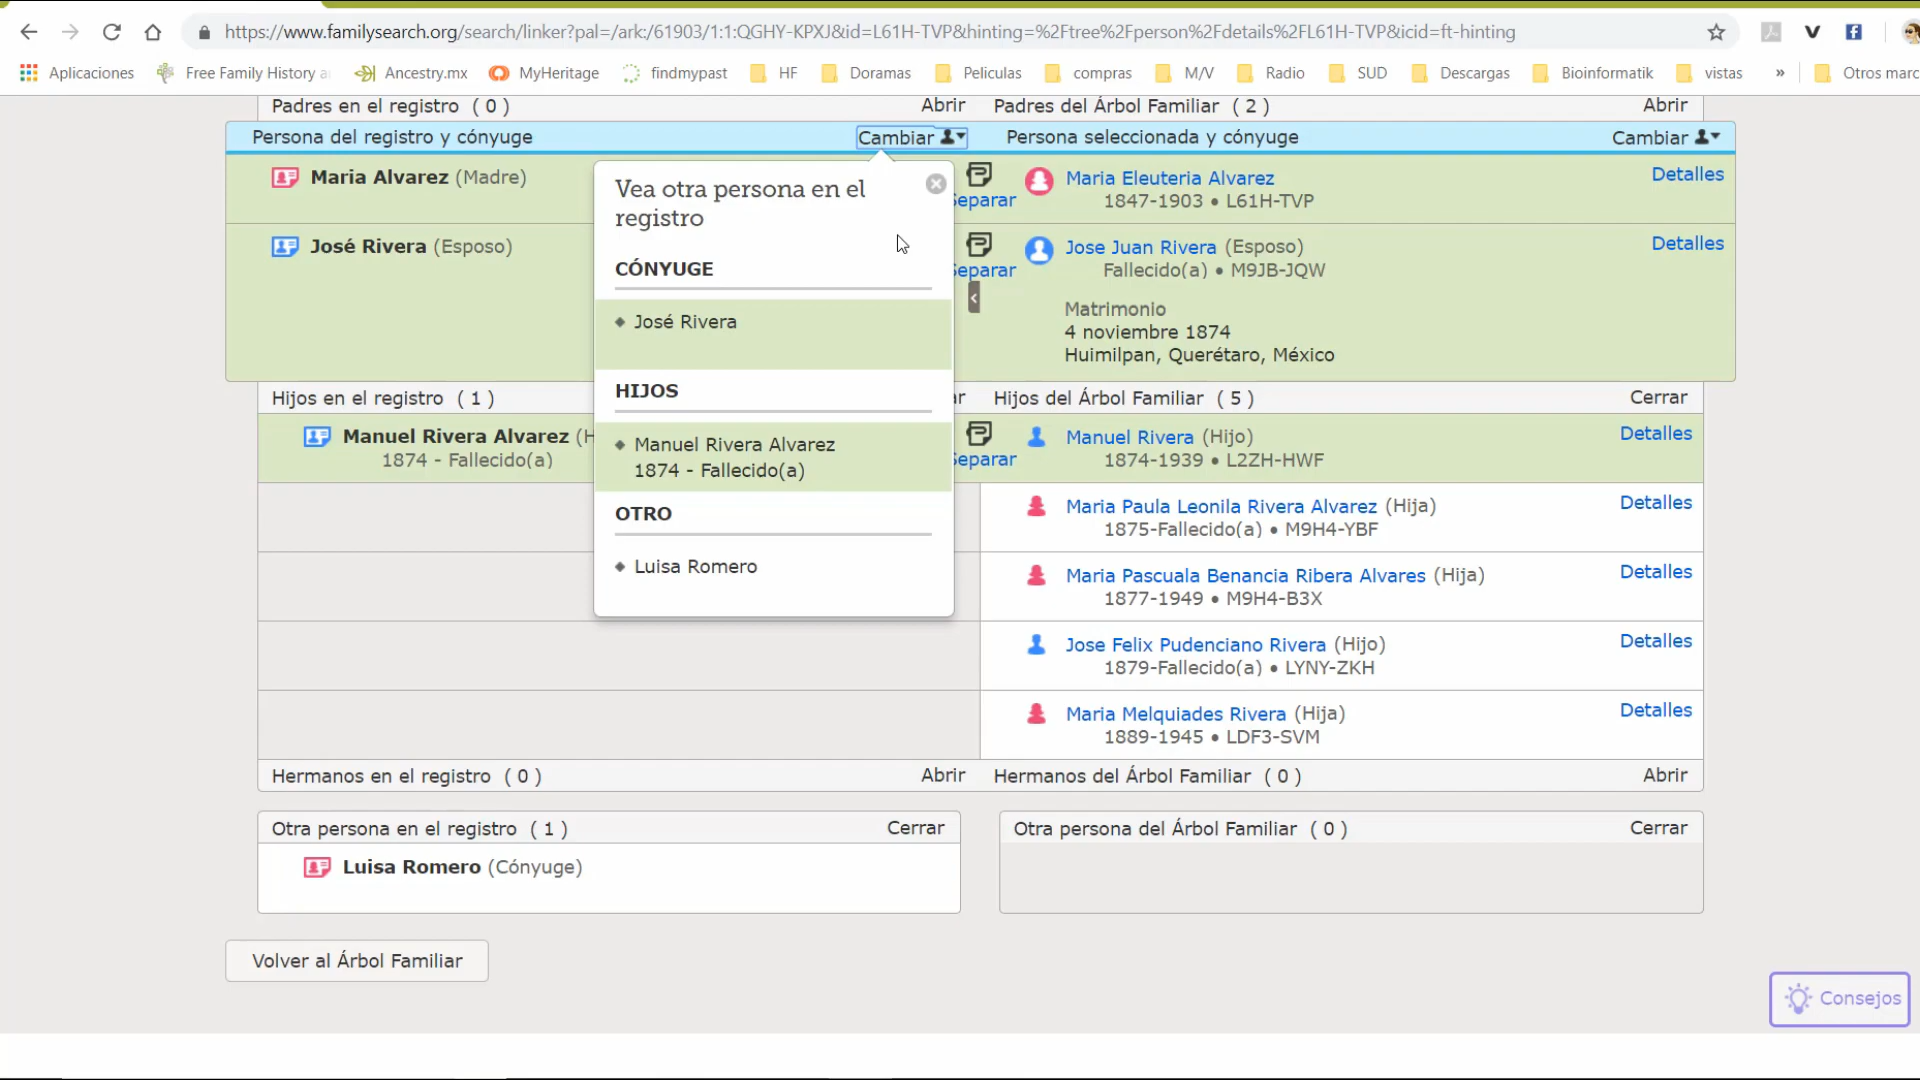 https://www.familysearch.org/search/linker?pal=/ark:/61903/1:1:QGHY-KPXJ&id=L61H-TVP&hinting=%2Ftree%2Fperson%2Fdetails%2FL61H-TVP&icid=ft-hinting
Aplicaciones Free Family History a Ancestry.mx MyHeritage findmypast HF Doramas Peliculas compras M/V Radio SUD Descargas Bioinformatik vistas » Otros marc
Padres en el registro ( 0 ) Abrir Padres del Árbol Familiar ( 2 ) Abrir
Persona del registro y cónyuge Cambiar Persona seleccionada y cónyuge Cambiar
Maria Alvarez (Madre)
Separar
Maria Eleuteria Alvarez Detalles
1847-1903 • L61H-TVP
José Rivera (Esposo)
Separar
Jose Juan Rivera (Esposo) Detalles
Fallecido(a) • M9JB-JQW
Matrimonio
4 noviembre 1874
Huimilpan, Querétaro, México
Vea otra persona en el
registro
CÓNYUGE
José Rivera
HIJOS
Manuel Rivera Alvarez
1874 - Fallecido(a)
OTRO
Luisa Romero
Hijos en el registro ( 1 ) ar Hijos del Árbol Familiar ( 5 ) Cerrar
Manuel Rivera Alvarez (H
1874 - Fallecido(a)
Separar
Manuel Rivera (Hijo) Detalles
1874-1939 • L2ZH-HWF
Maria Paula Leonila Rivera Alvarez (Hija) Detalles
1875-Fallecido(a) • M9H4-YBF
Maria Pascuala Benancia Ribera Alvares (Hija) Detalles
1877-1949 • M9H4-B3X
Jose Felix Pudenciano Rivera (Hijo) Detalles
1879-Fallecido(a) • LYNY-ZKH
Maria Melquiades Rivera (Hija) Detalles
1889-1945 • LDF3-SVM
Hermanos en el registro ( 0 ) Abrir Hermanos del Árbol Familiar ( 0 ) Abrir
Otra persona en el registro ( 1 ) Cerrar Otra persona del Árbol Familiar ( 0 ) Cerrar
Luisa Romero (Cónyuge)
Volver al Árbol Familiar
Consejos